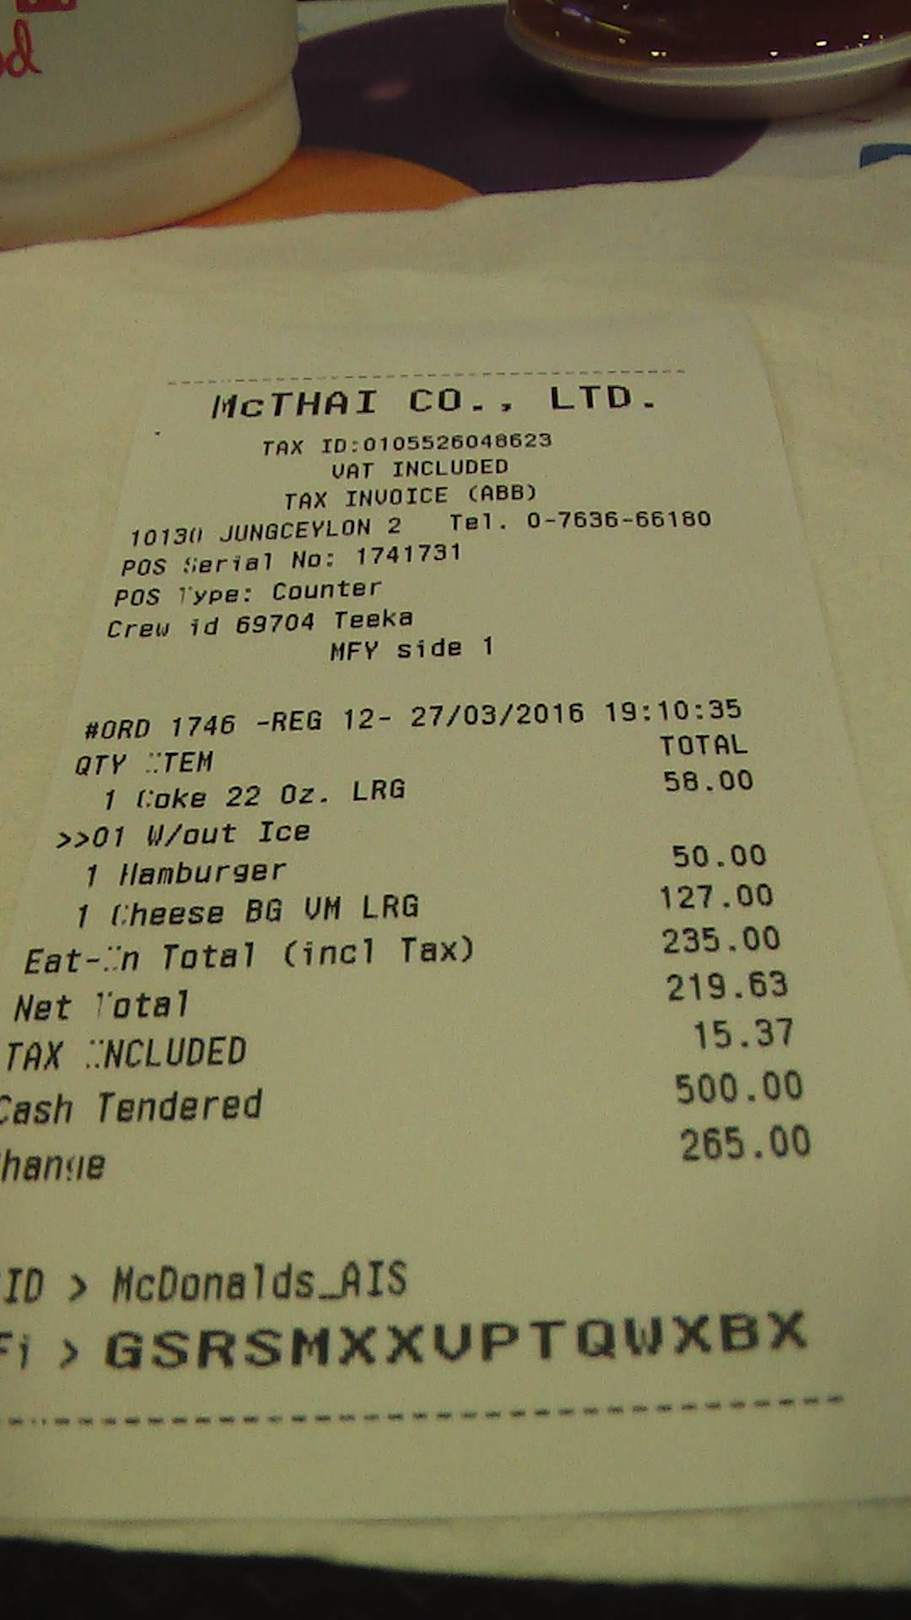 McTHAI CO., LTD.
TAX ID:0105526048623
VAT INCLUDED
TAX INVOICE (ABB)
10130 JUNGCEYLON 2 Tel. 0-7636-66180
POS Serial No: 1741731
POS Type: Counter
Crew id 69704 Teeka
MFY side 1
#ORD 1746 -REG 12- 27/03/2016 19:10:35
QTY ITEM TOTAL
1 Coke 22 Oz. LRG 58.00
>>01 W/out Ice
1 Hamburger 50.00
1 Cheese BG VM LRG 127.00
Eat-In Total (incl Tax) 235.00
Net Total 219.63
TAX INCLUDED 15.37
Cash Tendered 500.00
Change 265.00
ID > McDonalds_AIS
Fi > GSRSMXXVPTQWXBX